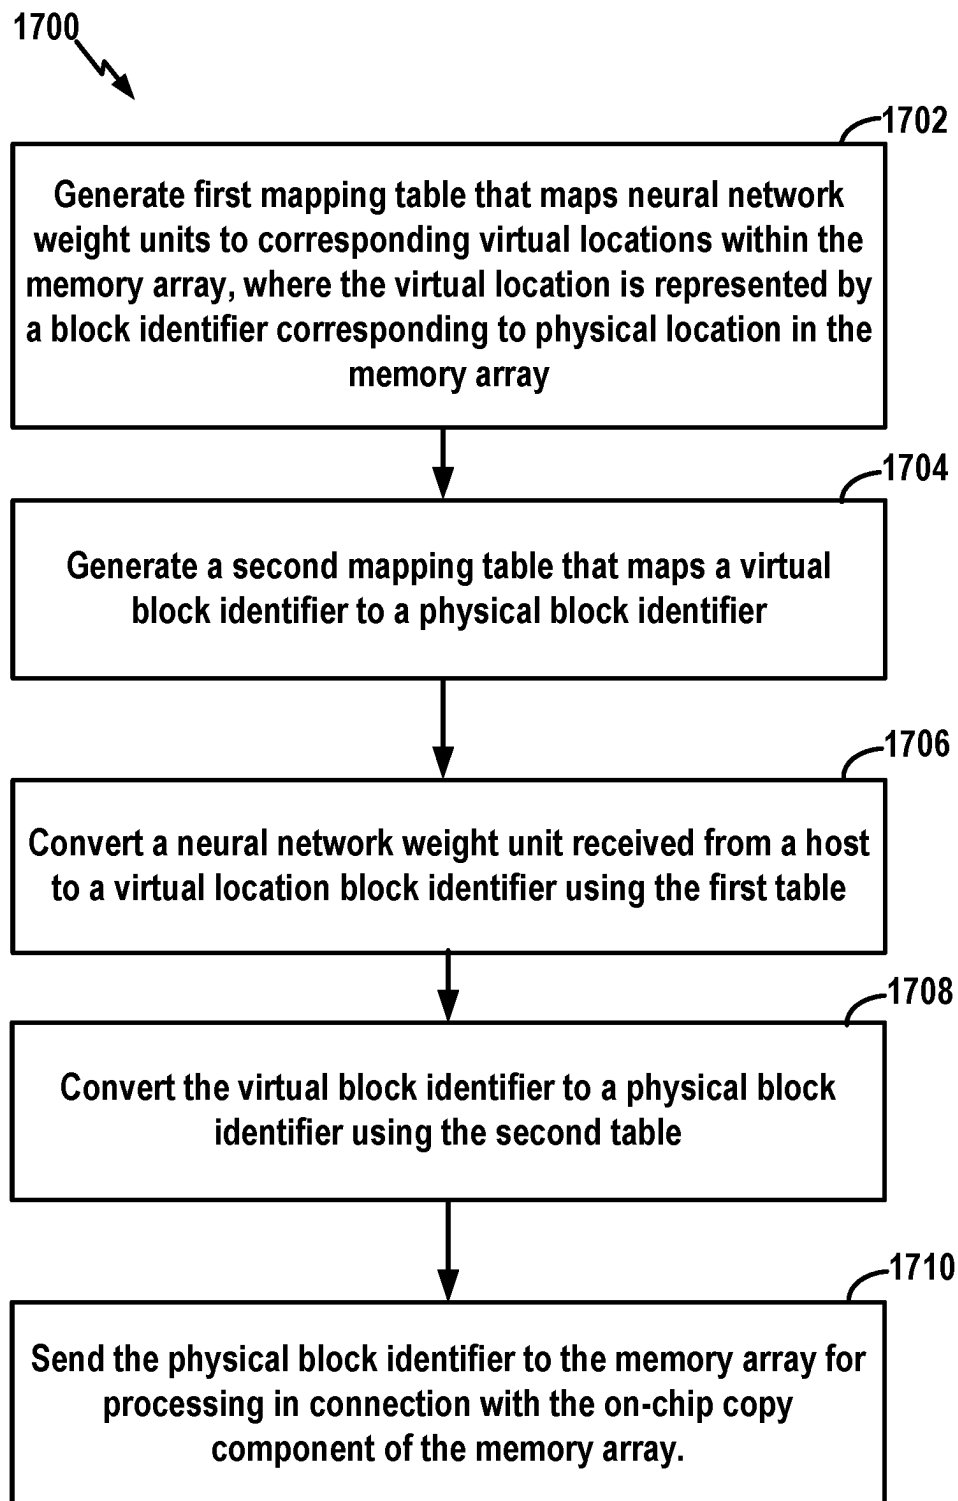 1700
1702
Generate first mapping table that maps neural network
weight units to corresponding virtual locations within the
memory array, where the virtual location is represented by
a block identifier corresponding to physical location in the
memory array
1704
Generate a second mapping table that maps a virtual
block identifier to a physical block identifier
1706
Convert a neural network weight unit received from a host
to a virtual location block identifier using the first table
1708
Convert the virtual block identifier to a physical block
identifier using the second table
1710
Send the physical block identifier to the memory array for
processing in connection with the on-chip copy
component of the memory array.